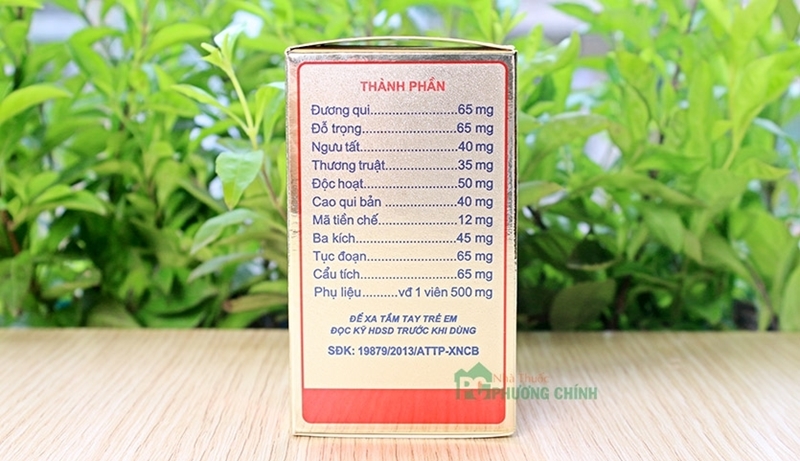 THÀNH PHẦN
Đương qui........................65 mg
Đỗ trọng..........................65 mg
Ngưu tất..........................40 mg
Thương truật...................35 mg
Độc hoạt.........................50 mg
Cao qui bản ....................40 mg
Mã tiền chế .....................12 mg
Ba kích............................45 mg
Tục đoạn.........................65 mg
Cẩu tích..........................65 mg
Phụ liệu..........vđ 1 viên 500 mg
ĐỂ XA TẦM TAY TRẺ EM
ĐỌC KỸ HDSD TRƯỚC KHI DÙNG
SĐK: 19879/2013/ATTP-XNCB
Nhà Thuốc
PHƯƠNG CHÍNH